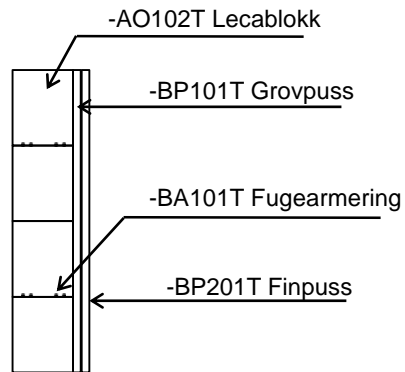 -AO102T Lecablokk
-BP101T Grovpuss
-BA101T Fugearmering
-BP201T Finpuss